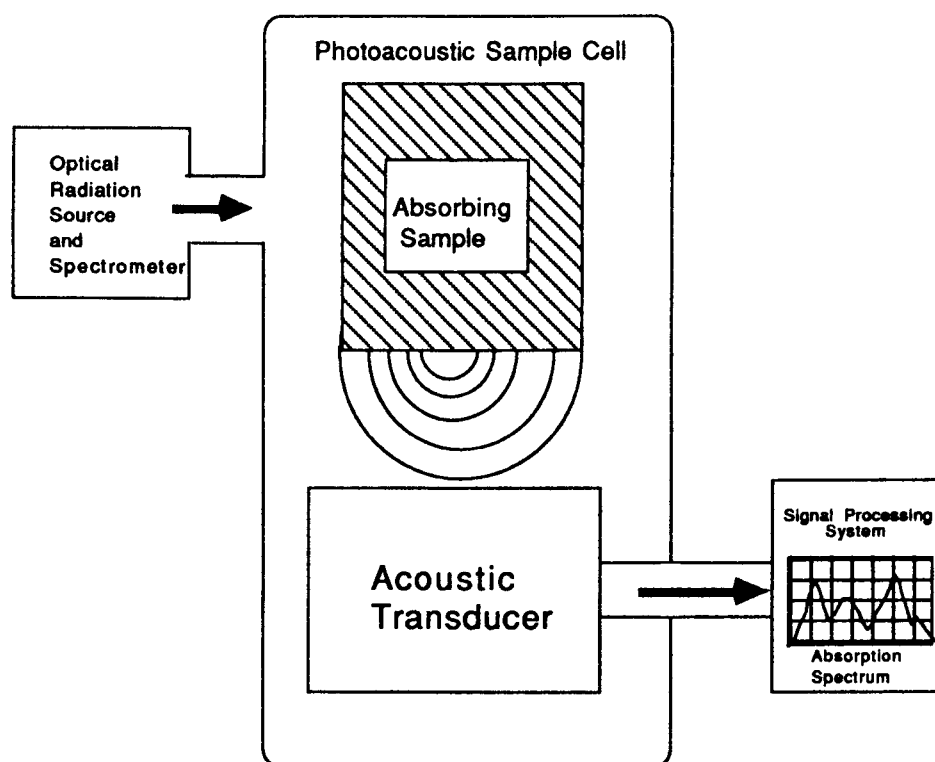 Photoacoustic Sample Cell
Optical
Radiation
Source
and
Spectrometer
Absorbing
Sample
Acoustic
Transducer
Signal Processing
System
Absorption
Spectrum